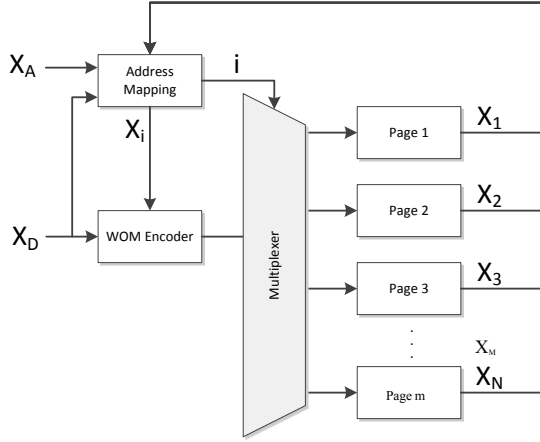 X_A
Address
Mapping
i
X_i
X_D
WOM Encoder
Multiplexer
Page 1
X_1
Page 2
X_2
Page 3
X_3
. . .
X_M
Page m
X_N